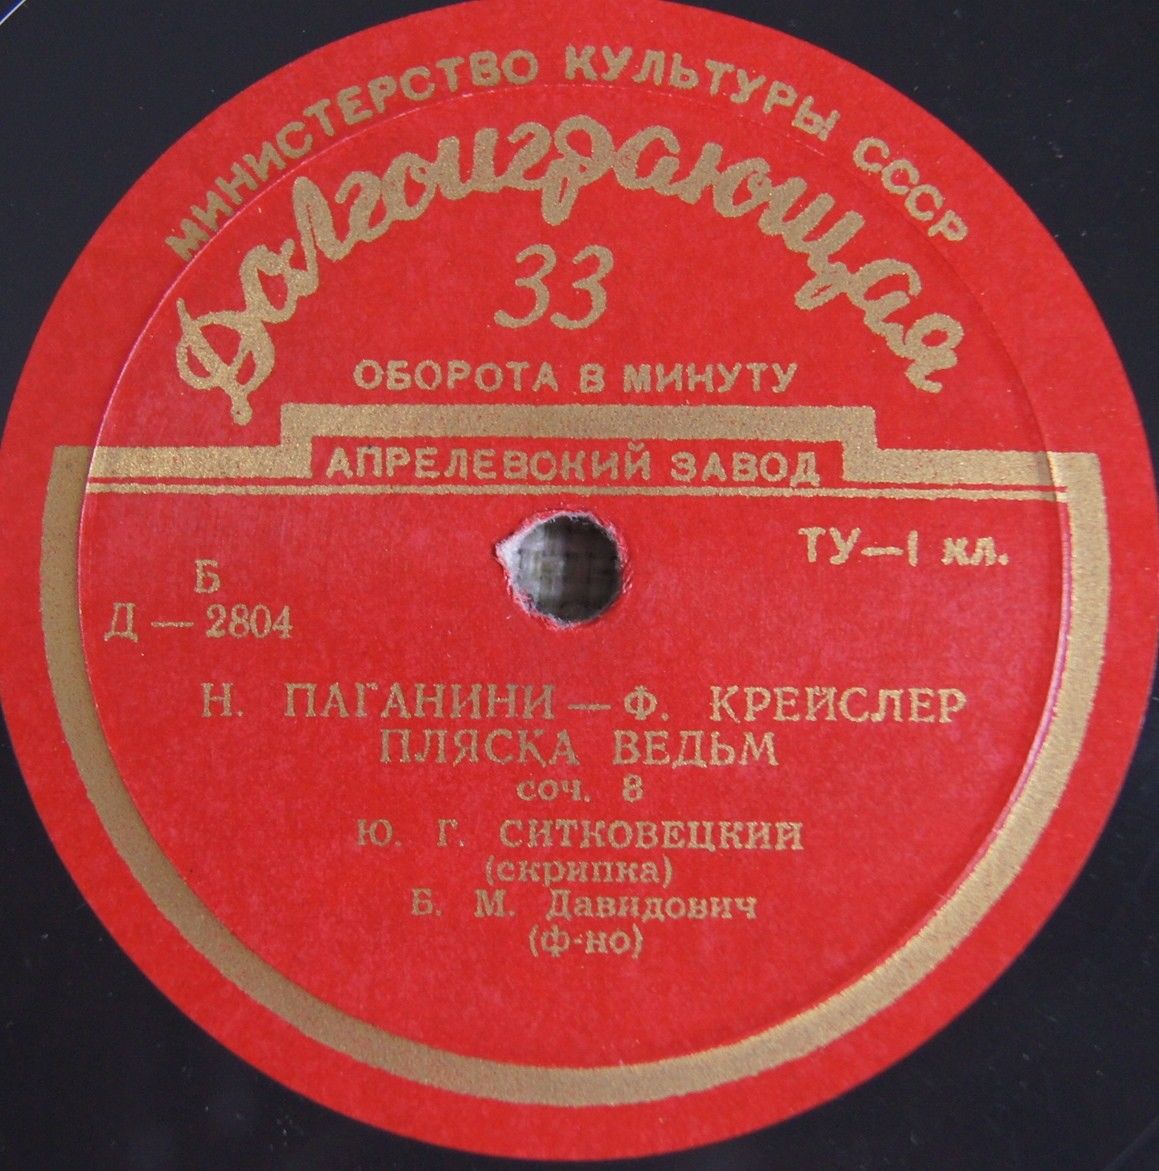 МИНИСТЕРСТВО КУЛЬТУРЫ СССР
Долгоиграющая
33
ОБОРОТА В МИНУТУ
АПРЕЛЕВСКИЙ ЗАВОД
ТУ—1 кл.
Б
Д — 2804
Н. ПАГАНИНИ — Ф. КРЕЙСЛЕР
ПЛЯСКА ВЕДЬМ
соч. 8
Ю. Г. СИТКОВЕЦКИЙ
(скрипка)
Б. М. Давидович
(ф-но)